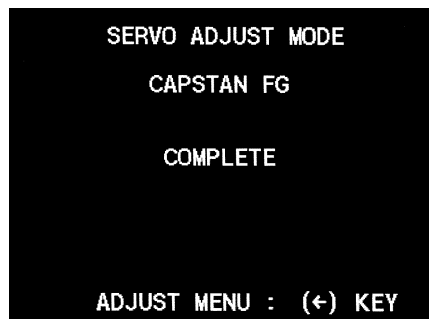 SERVO ADJUST MODE
CAPSTAN FG
COMPLETE
ADJUST MENU : (←) KEY